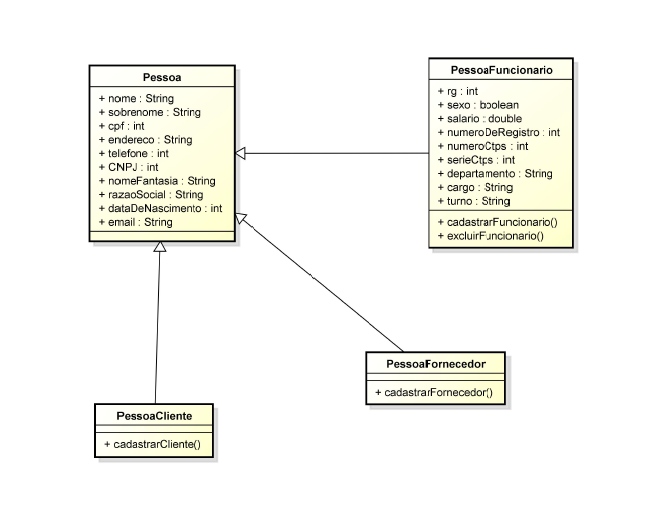 Pessoa
+ nome : String
+ sobrenome : String
+ cpf : int
+ endereco : String
+ telefone : int
+ CNPJ : int
+ nomeFantasia : String
+ razaoSocial : String
+ dataDeNascimento : int
+ email : String
PessoaFuncionario
+ rg : int
+ sexo : boolean
+ salario : double
+ numeroDeRegistro : int
+ numeroCtps : int
+ serieCtps : int
+ departamento : String
+ cargo : String
+ turno : String
+ cadastrarFuncionario()
+ excluirFuncionario()
PessoaFornecedor
+ cadastrarFornecedor()
PessoaCliente
+ cadastrarCliente()